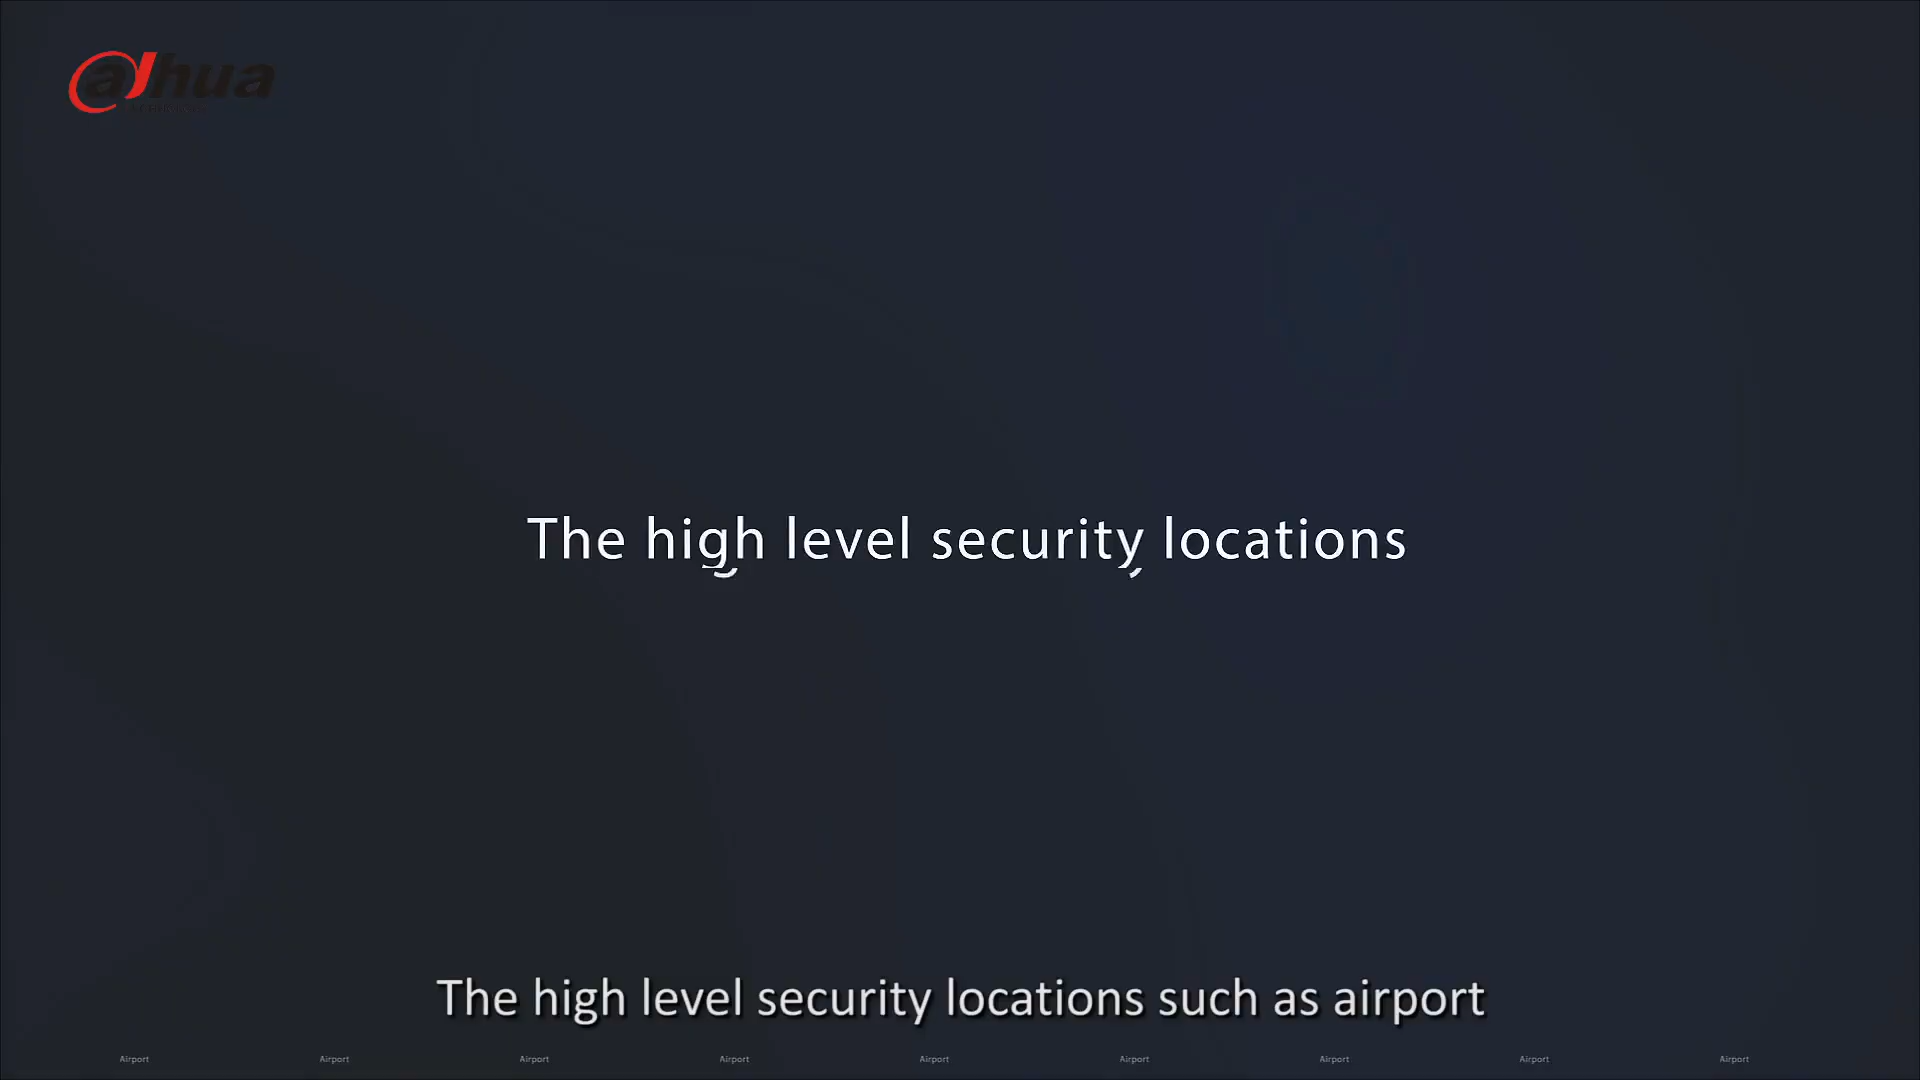 alhua
TECHNOLOGY
The high level security locations
The high level security locations such as airport
Airport Airport Airport Airport Airport Airport Airport Airport Airport